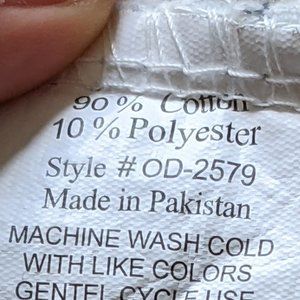 90 % Cotton
10 % Polyester
Style # OD-2579
Made in Pakistan
MACHINE WASH COLD
WITH LIKE COLORS
GENTEL CYCLE USE